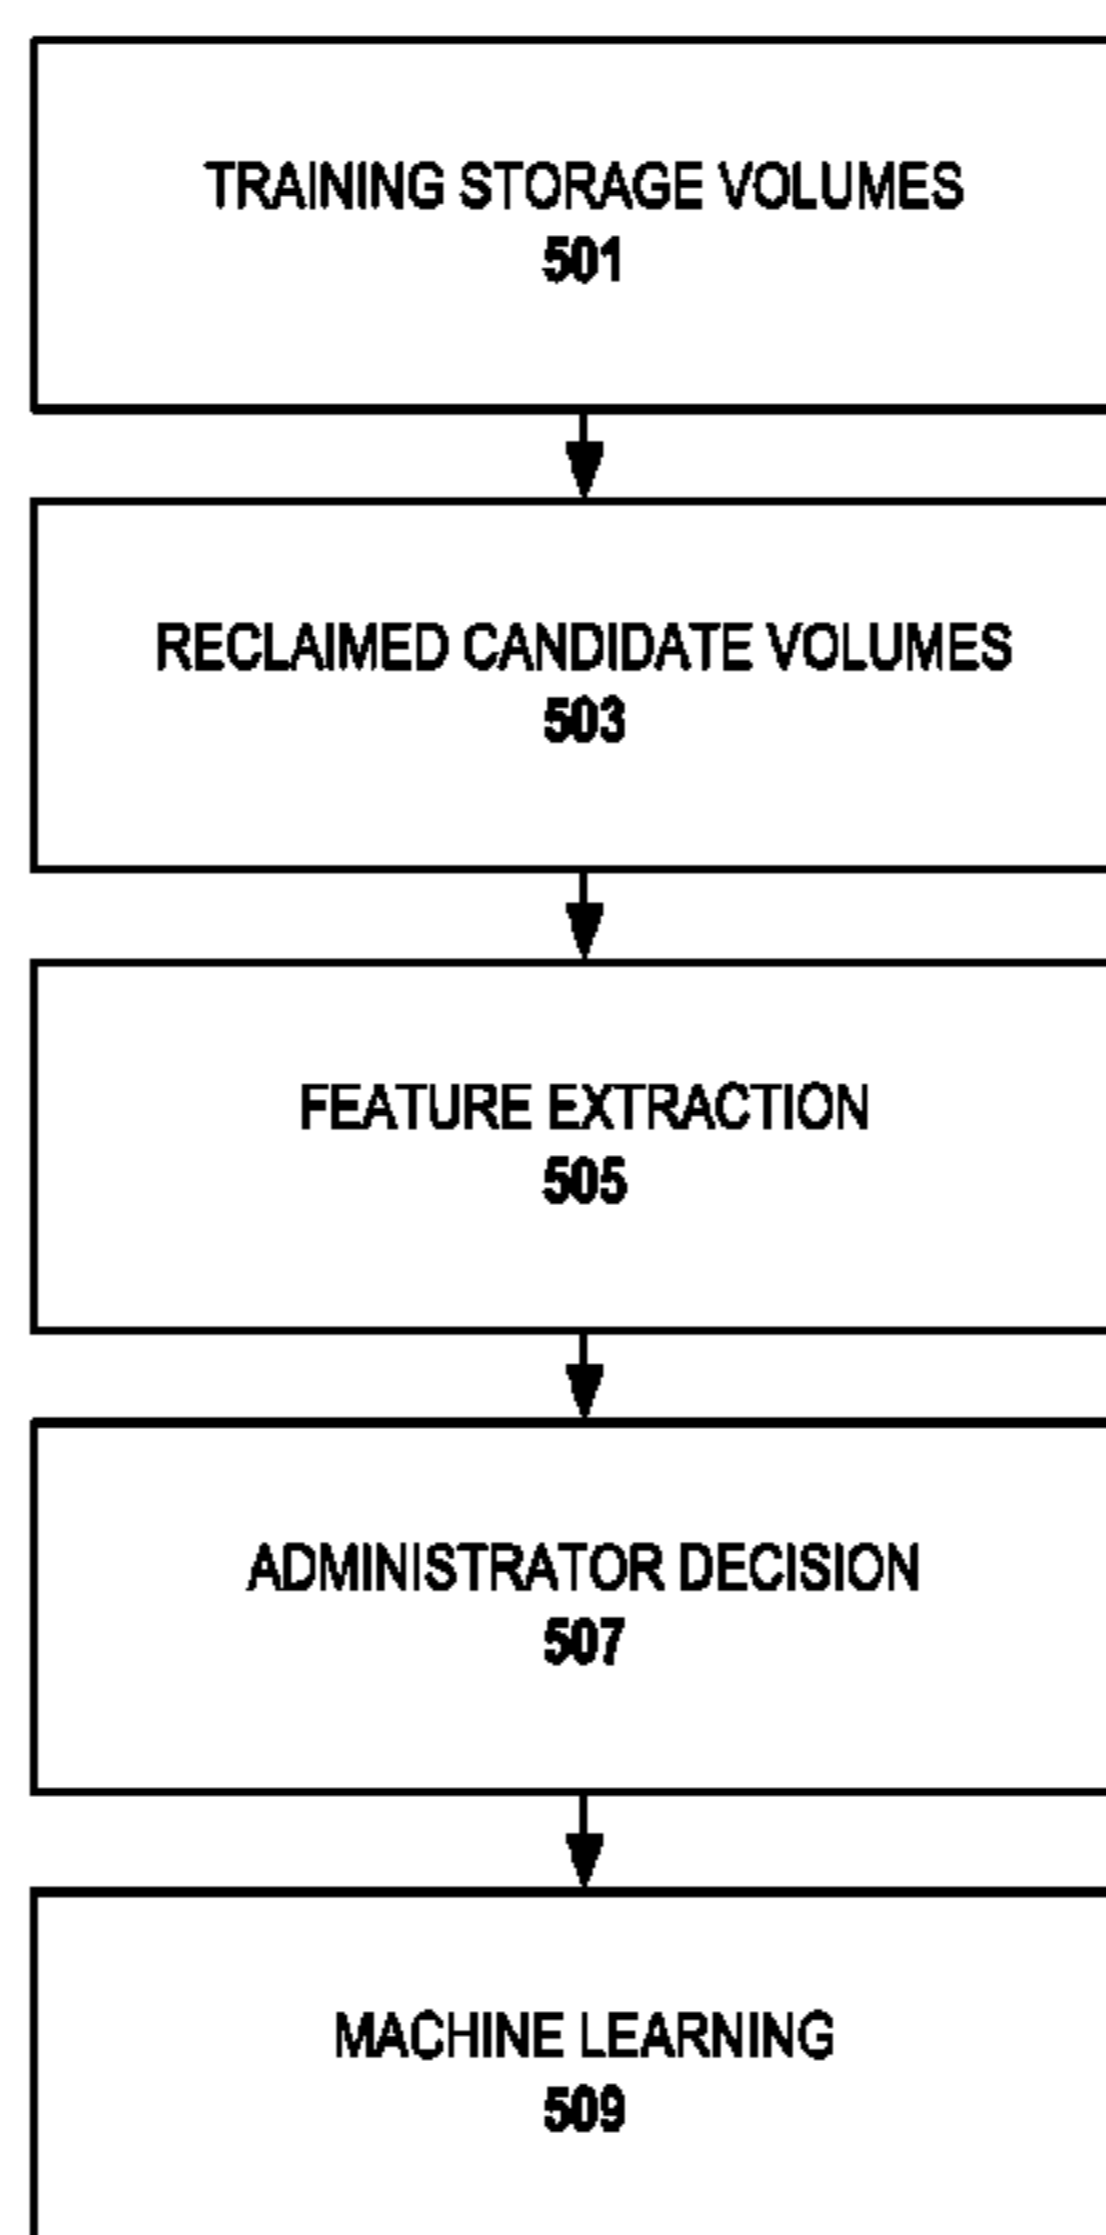 TRAINING STORAGE VOLUMES
501
RECLAIMED CANDIDATE VOLUMES
503
FEATURE EXTRACTION
505
ADMINISTRATOR DECISION
507
MACHINE LEARNING
509